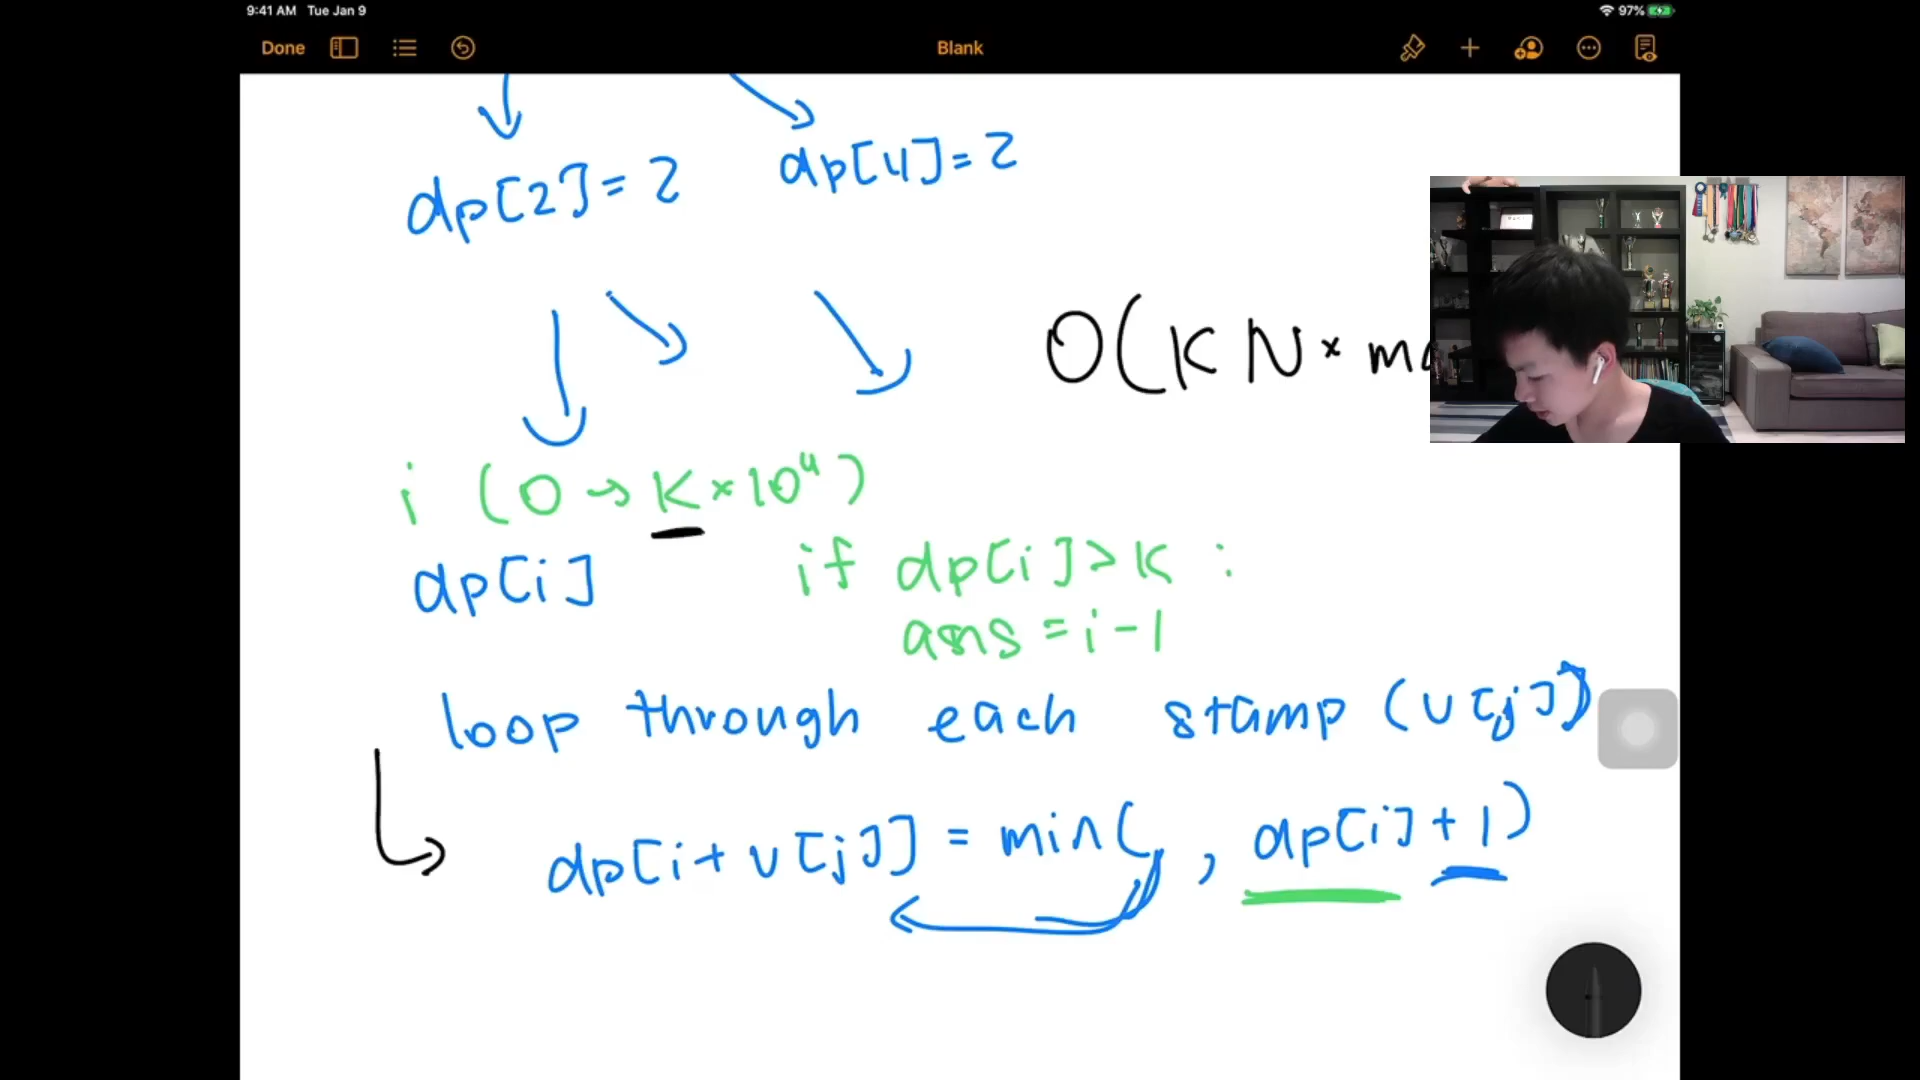 9:41 AM Tue Jan 9
97%
Done
Blank
dp[2]=2
dp[4]=2
O(KN×
i (0→K×10⁴)
dp[i]
if dp[i]>K:
ans=i-1
loop through each stamp (v[j])
dp[i+v[j]] = min( , dp[i]+1)